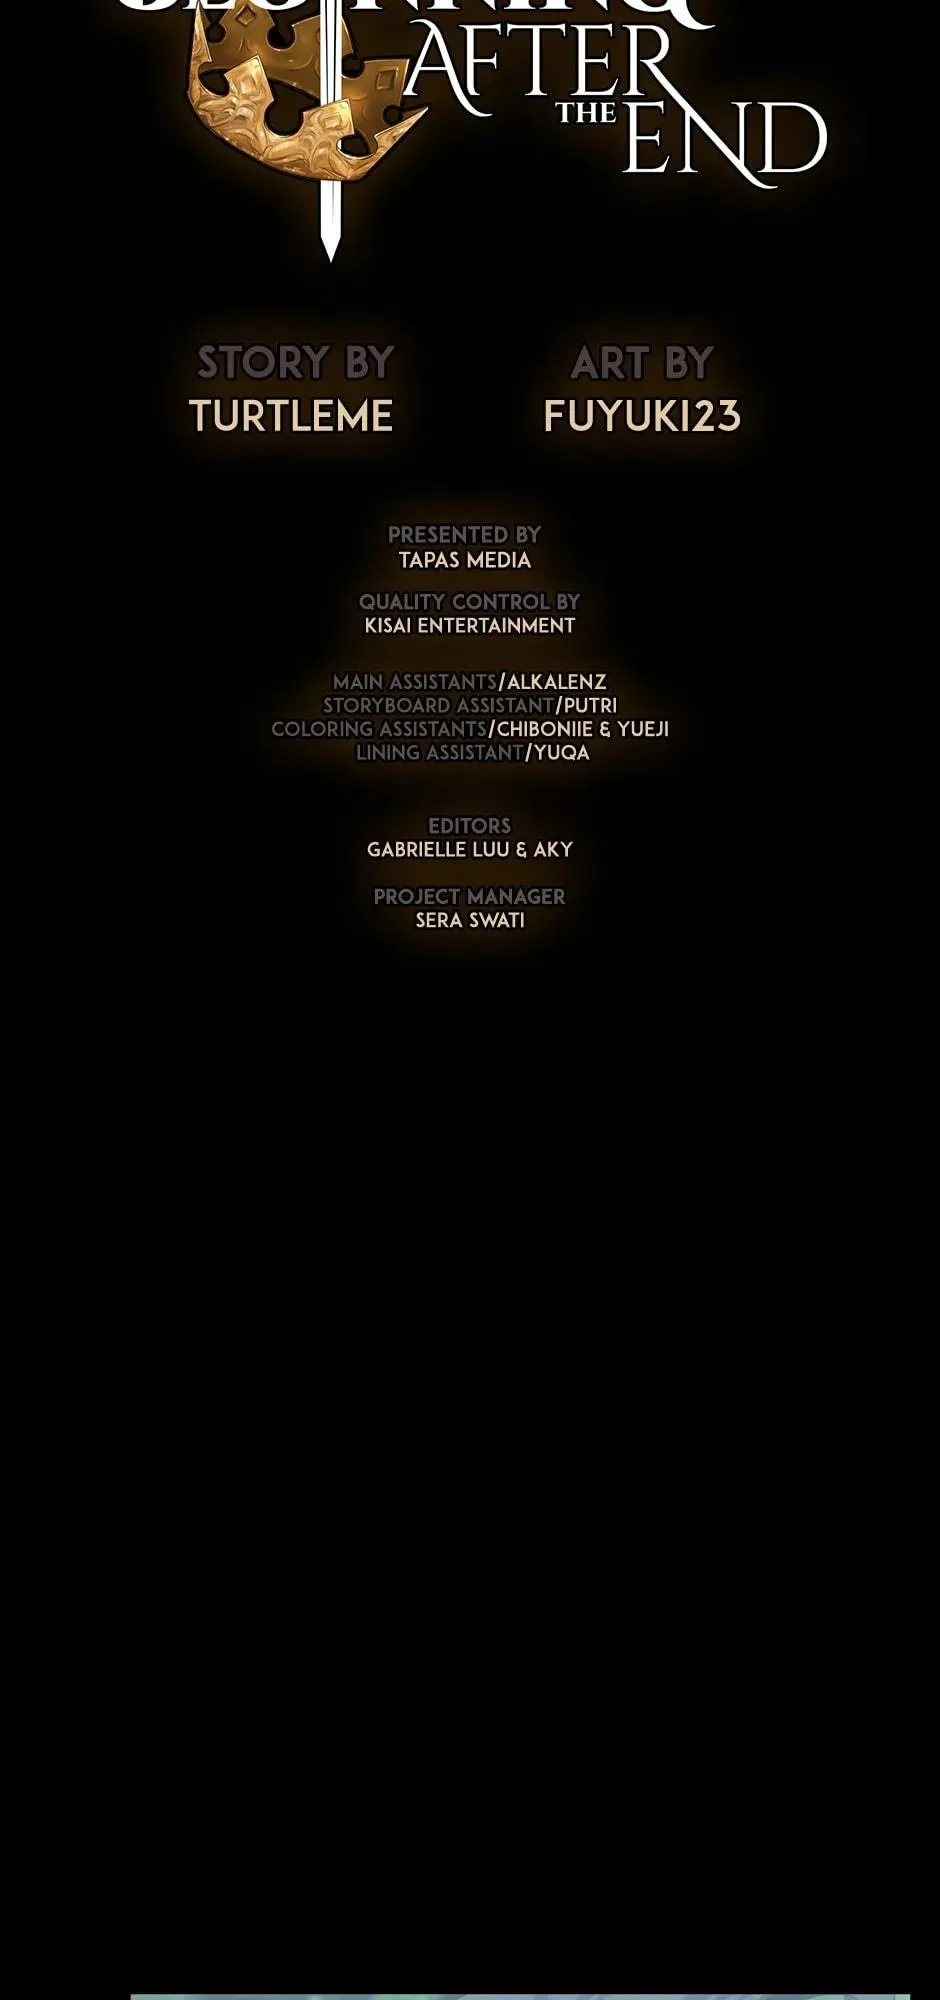 BEGINNING
AFTER
THE END
STORY BY
TURTLEME
ART BY
FUYUKI23
PRESENTED BY
TAPAS MEDIA
QUALITY CONTROL BY
KISAI ENTERTAINMENT
MAIN ASSISTANTS/ALKALENZ
STORYBOARD ASSISTANT/PUTRI
COLORING ASSISTANTS/CHIBONIIE & YUEJI
LINING ASSISTANT/YUQA
EDITORS
GABRIELLE LUU & AKY
PROJECT MANAGER
SERA SWATI